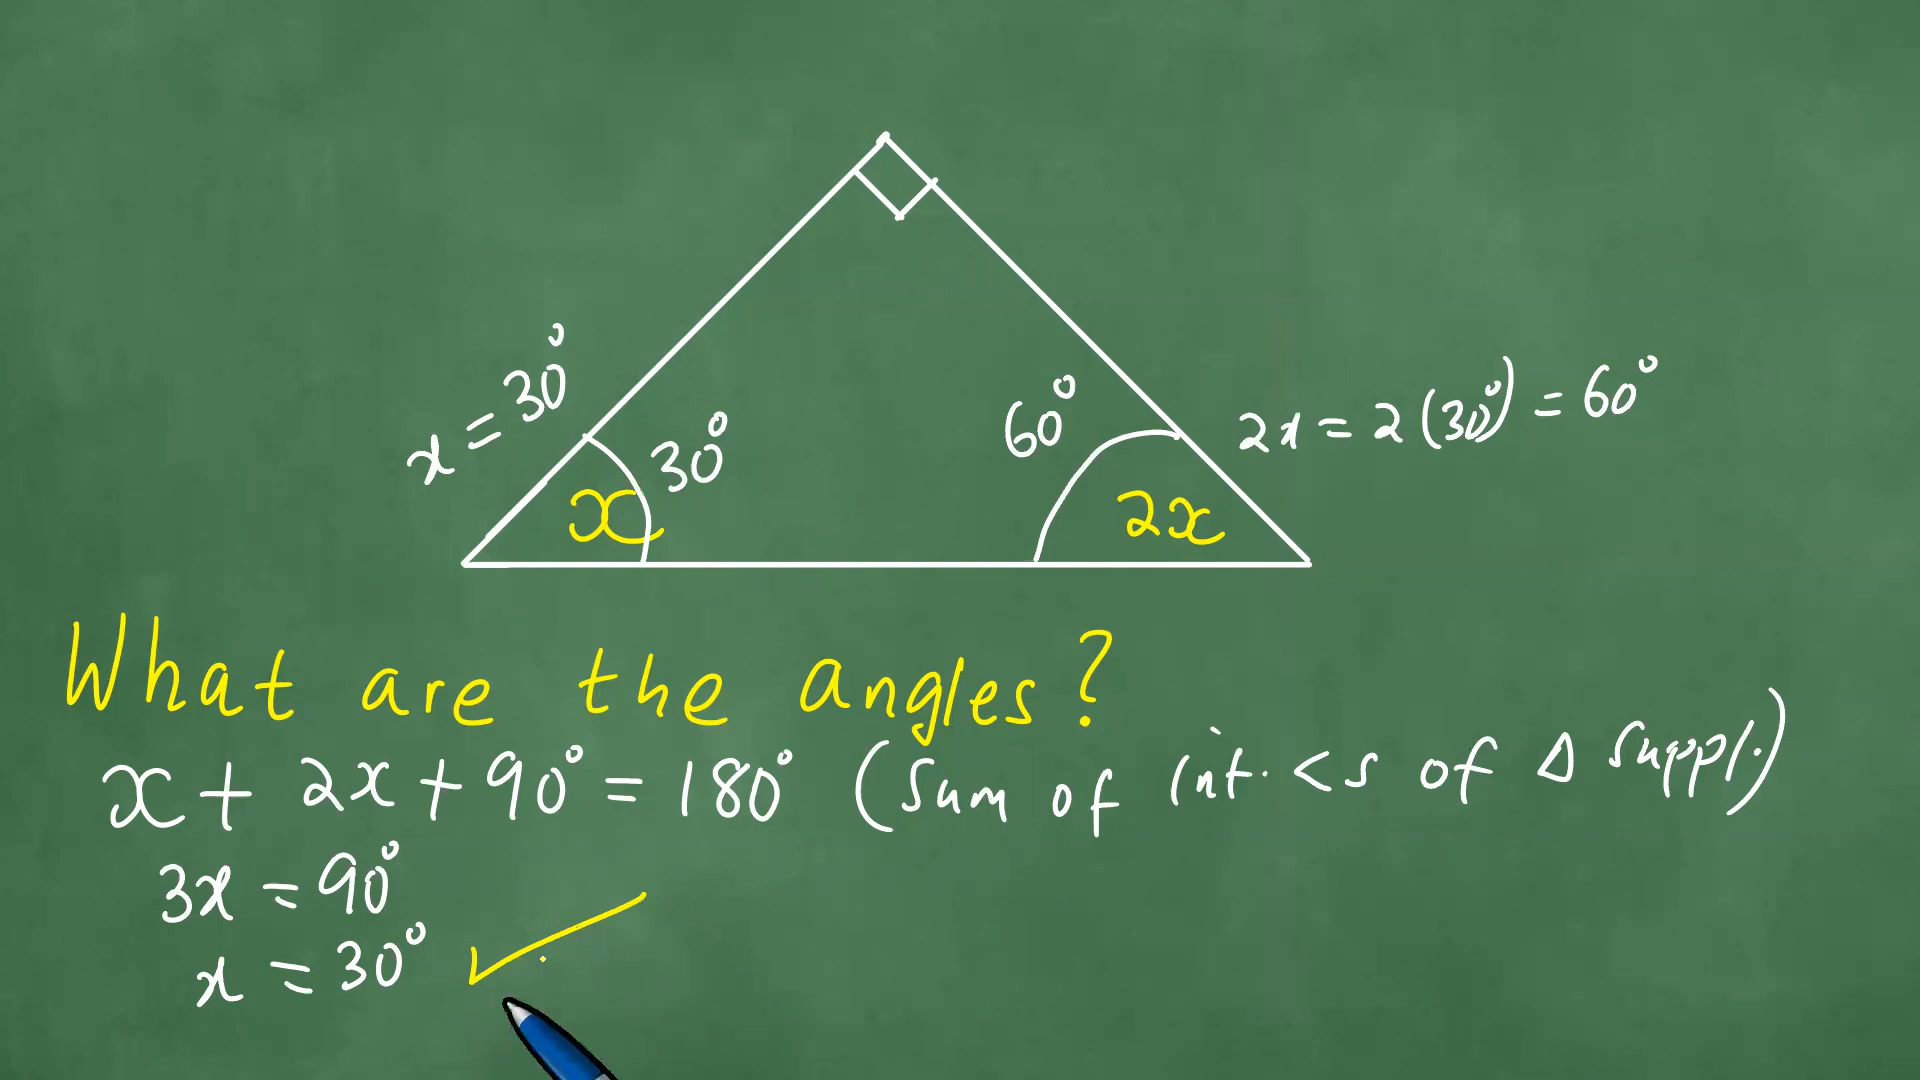 x = 30°
30°
x
60°
2x
2x = 2 (30°) = 60°
What are the angles?
x + 2x + 90° = 180° (Sum of int. <s of Δ suppl.)
3x = 90°
x = 30°